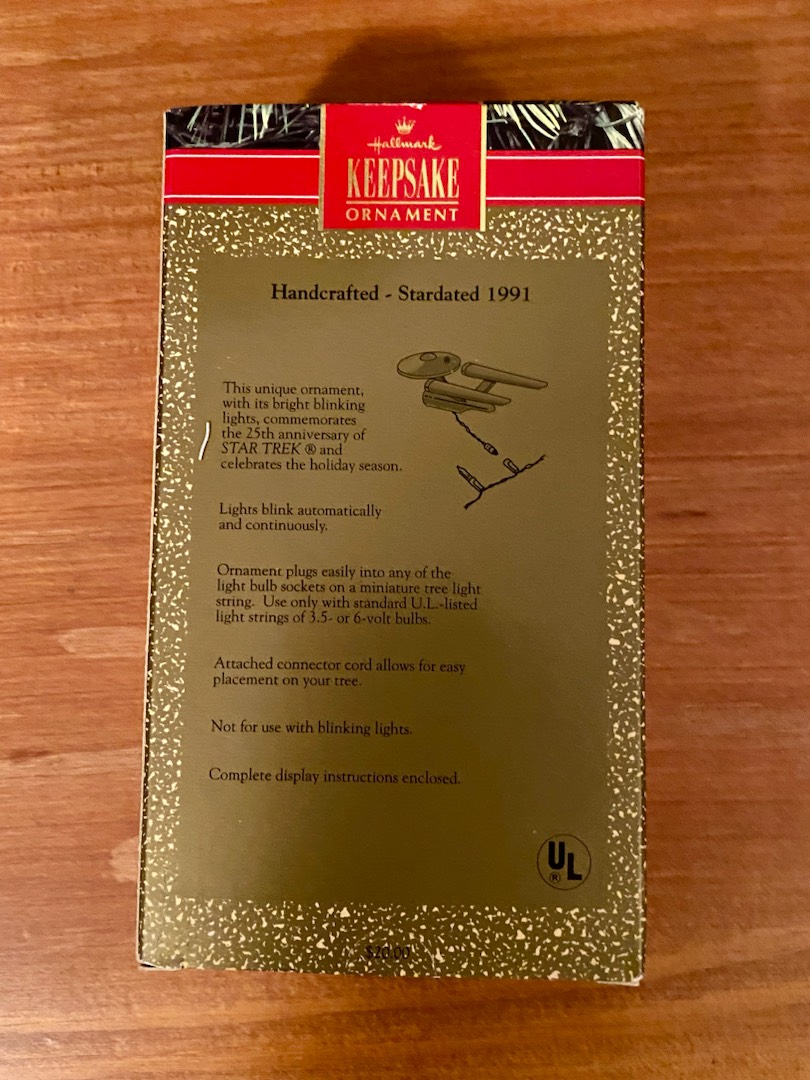 Hallmark
KEEPSAKE
ORNAMENT
Handcrafted - Stardated 1991
This unique ornament,
with its bright blinking
lights, commemorates
the 25th anniversary of
STAR TREK ® and
celebrates the holiday season.
Lights blink automatically
and continuously.
Ornament plugs easily into any of the
light bulb sockets on a miniature tree light
string. Use only with standard U.L.-listed
light strings of 3.5- or 6-volt bulbs.
Attached connector cord allows for easy
placement on your tree.
Not for use with blinking lights.
Complete display instructions enclosed.
UL
®
$20.00